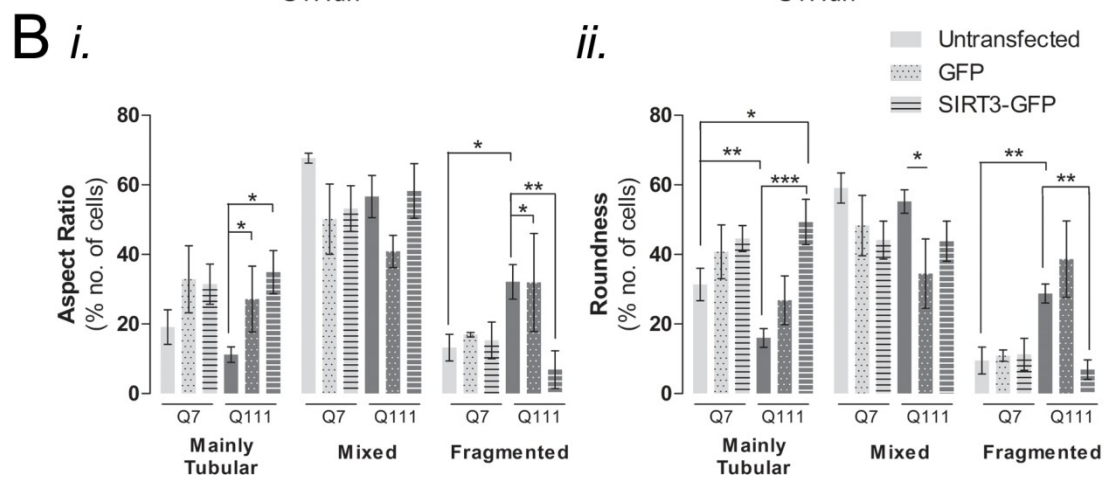 B i.
ii.
Untransfected
GFP
SIRT3-GFP
Aspect Ratio
(% no. of cells)
80
60
40
20
0
*
*
*
**
*
Q7 Q111 Q7 Q111 Q7 Q111
Mainly
Tubular
Mixed
Fragmented
Roundness
(% no. of cells)
80
60
40
20
0
*
**
***
*
**
**
Q7 Q111 Q7 Q111 Q7 Q111
Mainly
Tubular
Mixed
Fragmented